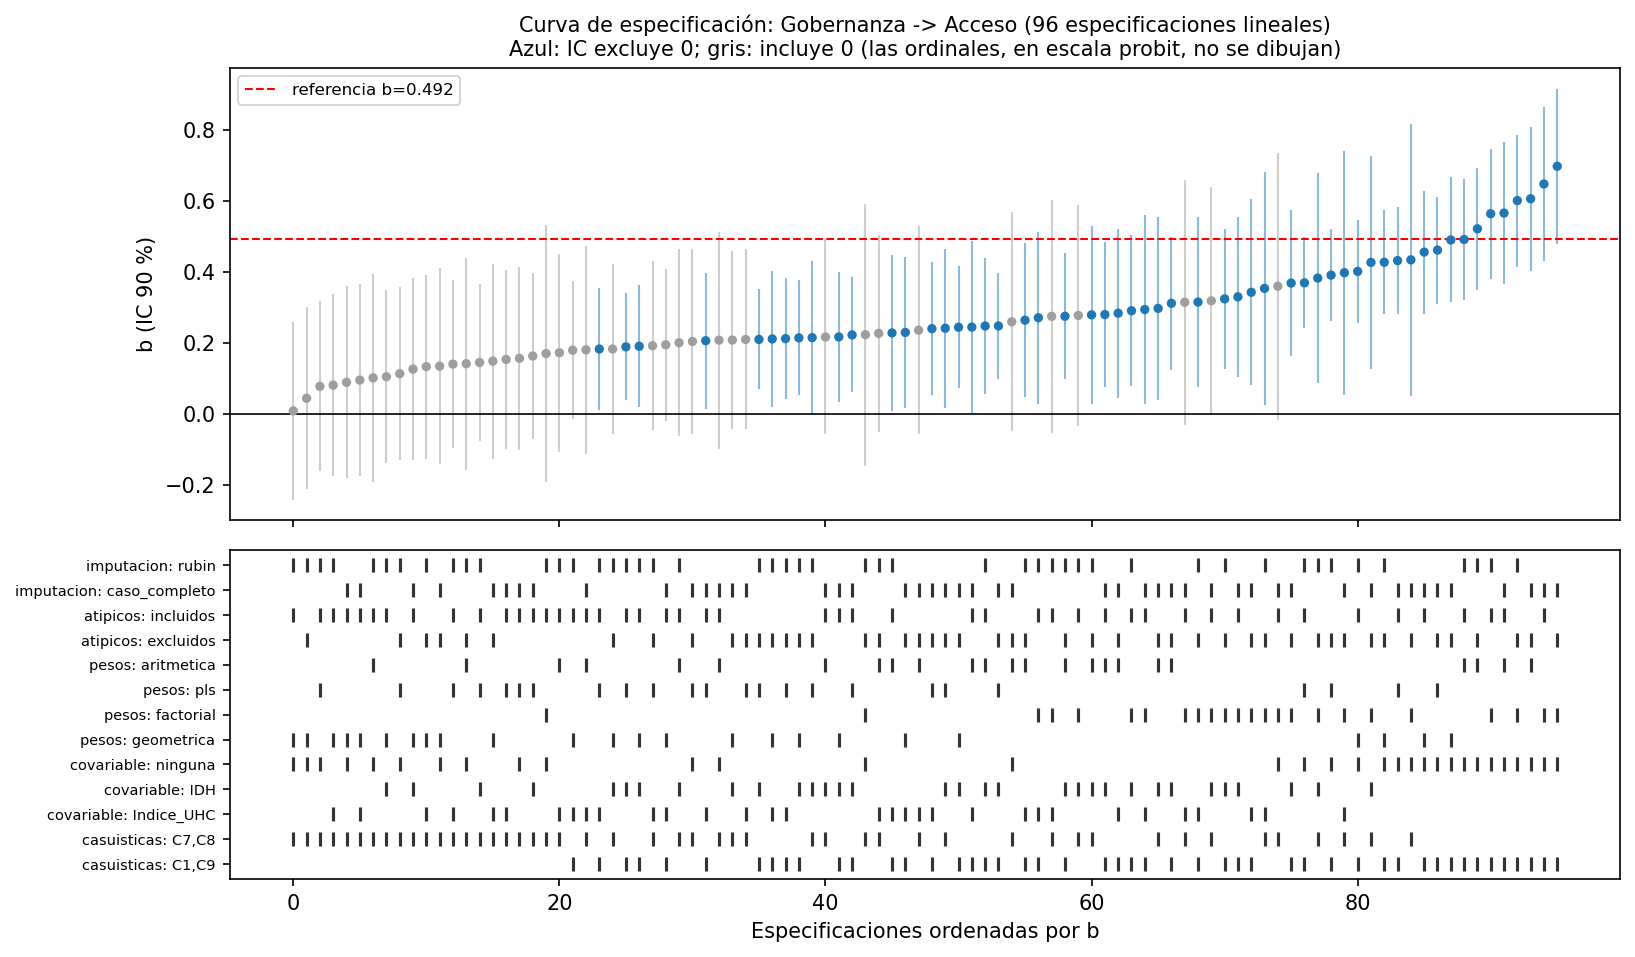 Curva de especificación: Gobernanza -> Acceso (96 especificaciones lineales)
Azul: IC excluye 0; gris: incluye 0 (las ordinales, en escala probit, no se dibujan)
referencia b=0.492
b (IC 90 %)
0.8
0.6
0.4
0.2
0.0
−0.2
imputacion: rubin
imputacion: caso_completo
atipicos: incluidos
atipicos: excluidos
pesos: aritmetica
pesos: pls
pesos: factorial
pesos: geometrica
covariable: ninguna
covariable: IDH
covariable: Indice_UHC
casuisticas: C7,C8
casuisticas: C1,C9
0 20 40 60 80
Especificaciones ordenadas por b